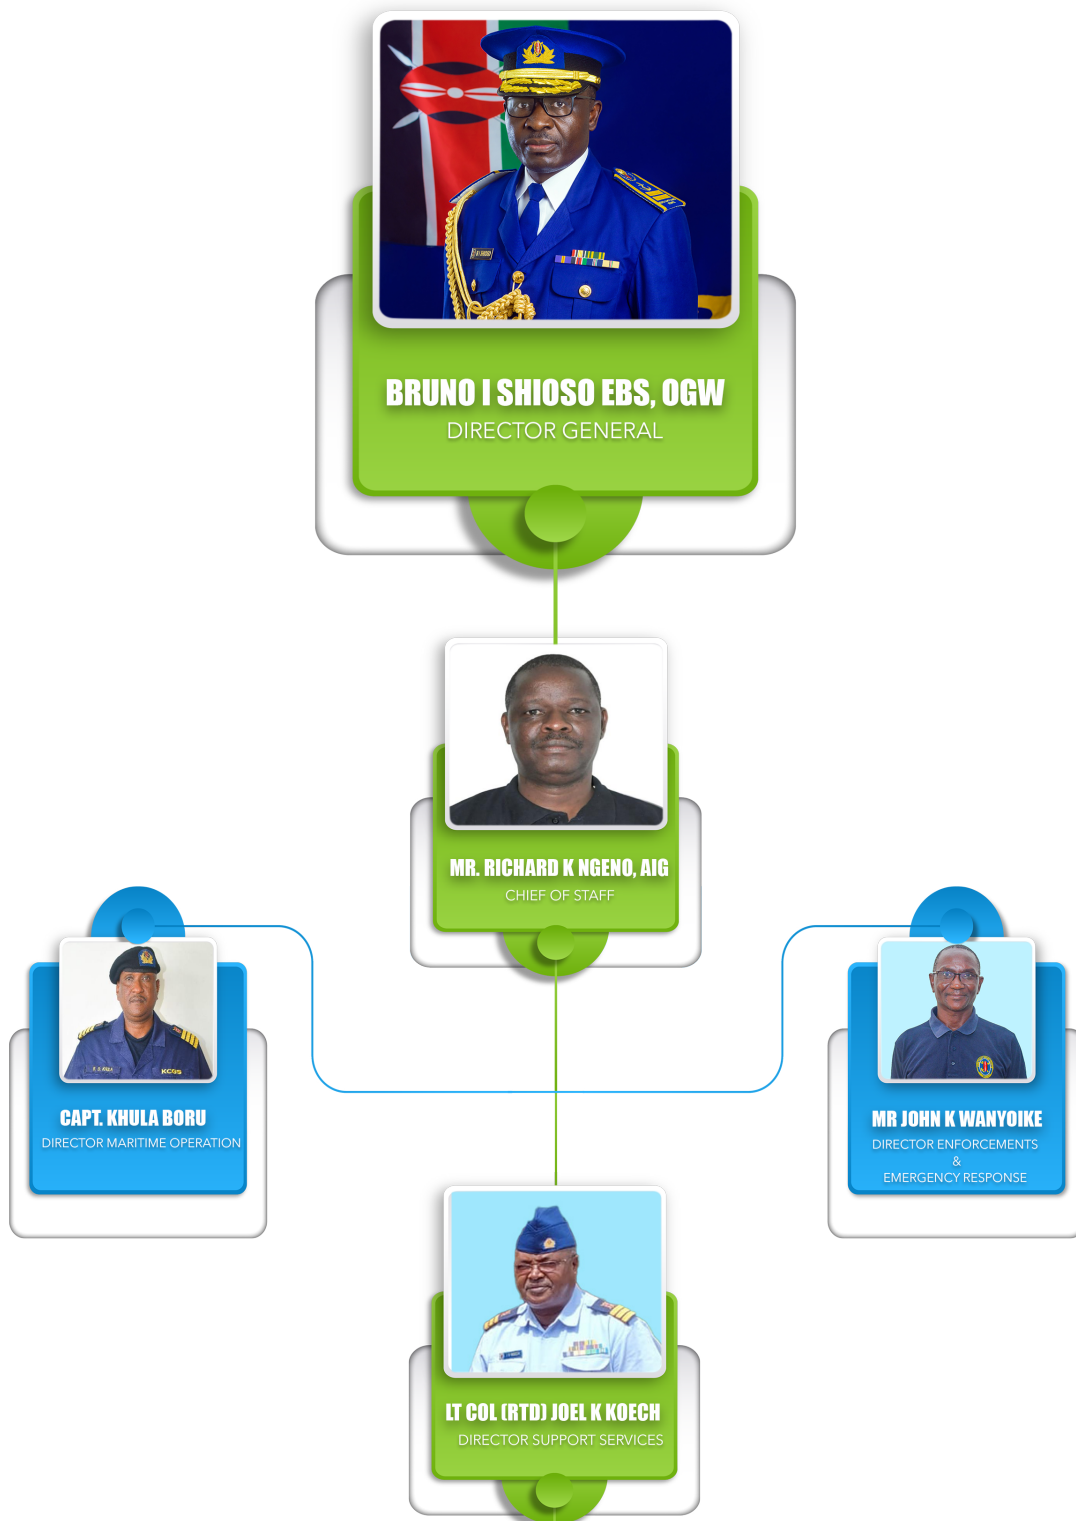 BRUNO I SHIOSO EBS, OGW
DIRECTOR GENERAL
MR. RICHARD K NGENO, AIG
CHIEF OF STAFF
KCGS
CAPT. KHULA BORU
DIRECTOR MARITIME OPERATION
MR JOHN K WANYOIKE
DIRECTOR ENFORCEMENTS
&
EMERGENCY RESPONSE
LT COL (RTD) JOEL K KOECH
DIRECTOR SUPPORT SERVICES